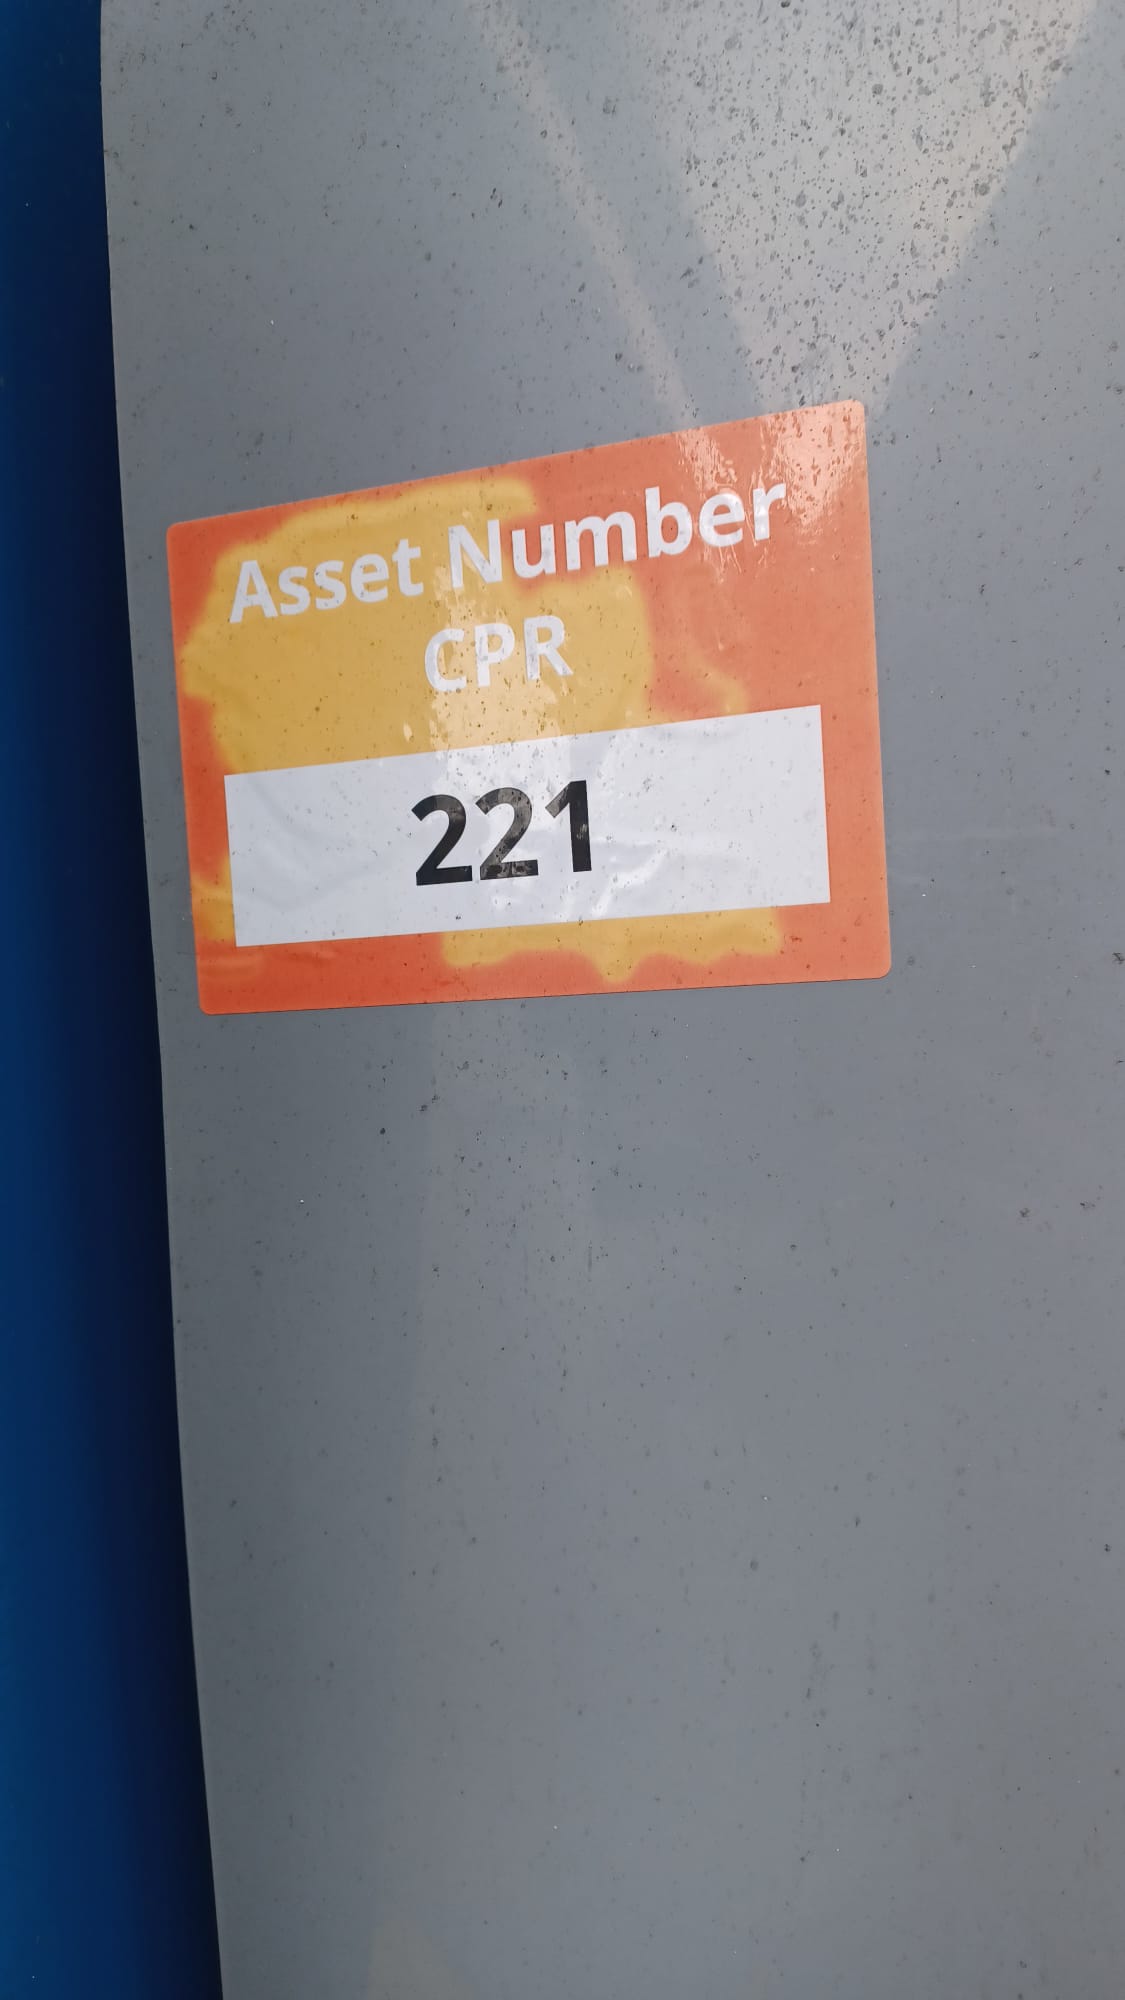 Asset Number
CPR
221